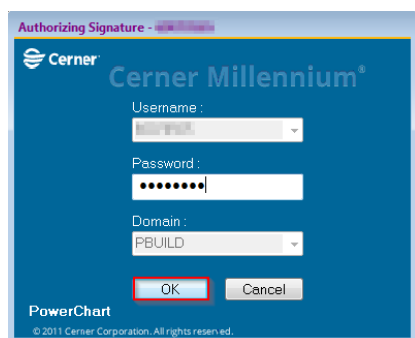 Authorizing Signature -
Cerner
Cerner Millennium®
Username :
Password :
••••••••
Domain :
PBUILD
OK Cancel
PowerChart
© 2011 Cerner Corporation. All rights reserved.